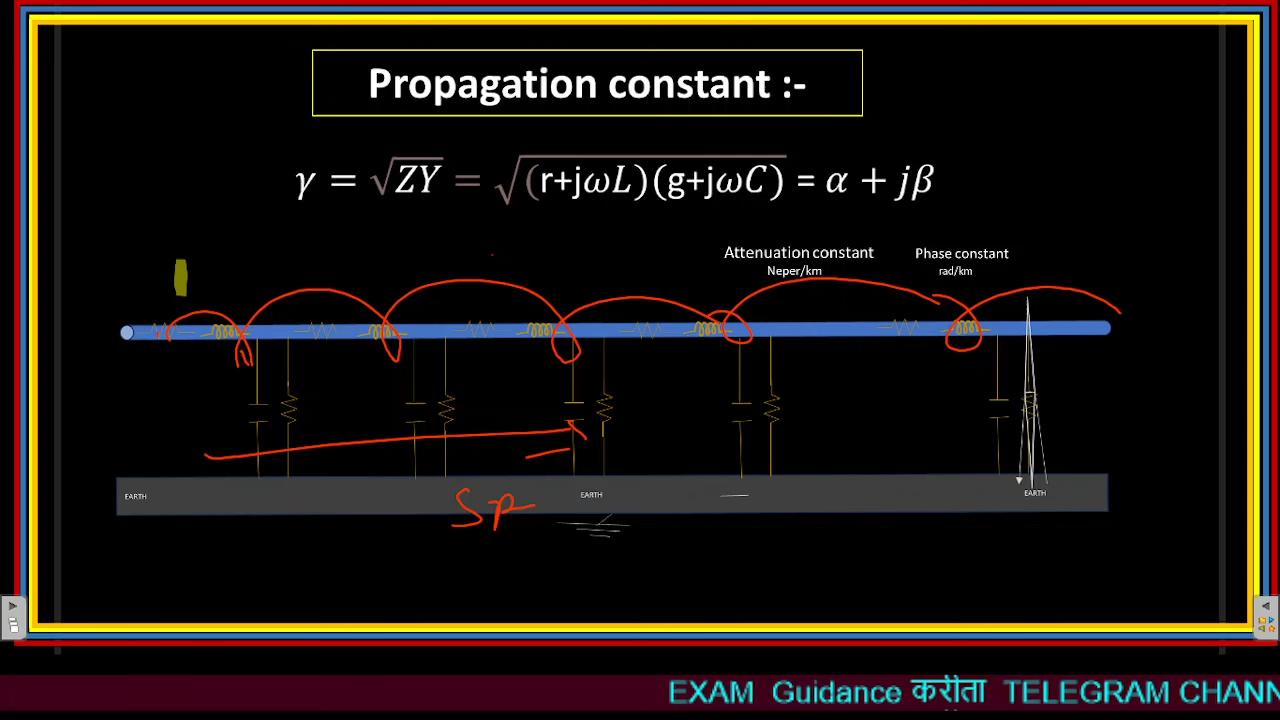 Propagation constant :-
γ = √ZY = √(r+jωL)(g+jωC) = α + jβ
Attenuation constant Phase constant
Neper/km rad/km
EARTH EARTH EARTH
EXAM Guidance करीता TELEGRAM CHANN